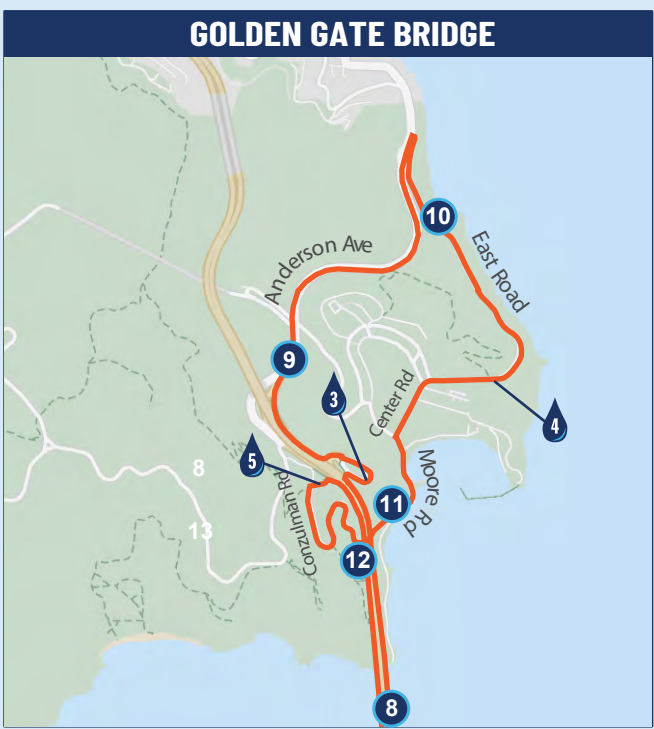 GOLDEN GATE BRIDGE
10
East Road
Anderson Ave
9
3
Center Rd
4
5
8
Moore Rd
Conzulman Rd
11
13
12
8